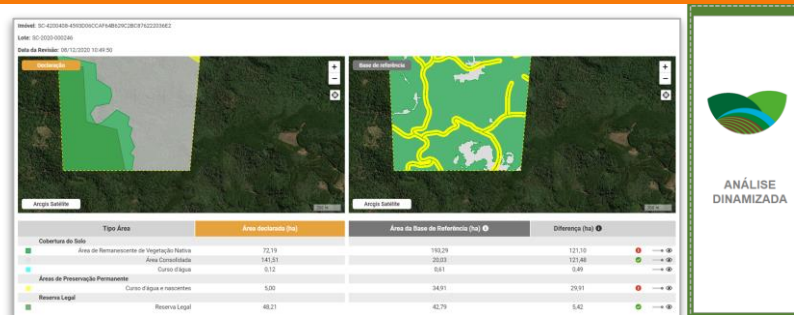 Imóvel: SC-4200408-4593D06CCAF64B629C2BC876222036E2
Lote: SC-2020-000246
Data da Revisão: 08/12/2020 10:49:50
Declaração
Base de referência
+
−
+
−
Arcgis Satélite
Arcgis Satélite
ANÁLISE
DINAMIZADA
Tipo Área Área declarada (ha) Área da Base de Referência (ha) Diferença (ha)
Cobertura do Solo
Área de Remanescente de Vegetação Nativa 72,19 193,29 121,10
Área Consolidada 141,51 20,03 121,48
Curso d'água 0,12 0,61 0,49
Áreas de Preservação Permanente
Curso d'água e nascentes 5,00 34,91 29,91
Reserva Legal
Reserva Legal 48,21 42,79 5,42